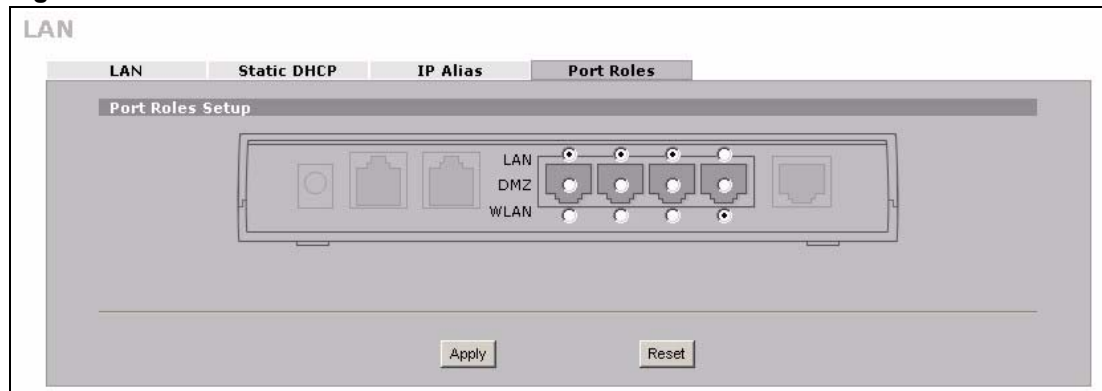 LAN
LAN Static DHCP IP Alias Port Roles
Port Roles Setup
LAN
DMZ
WLAN
Apply Reset